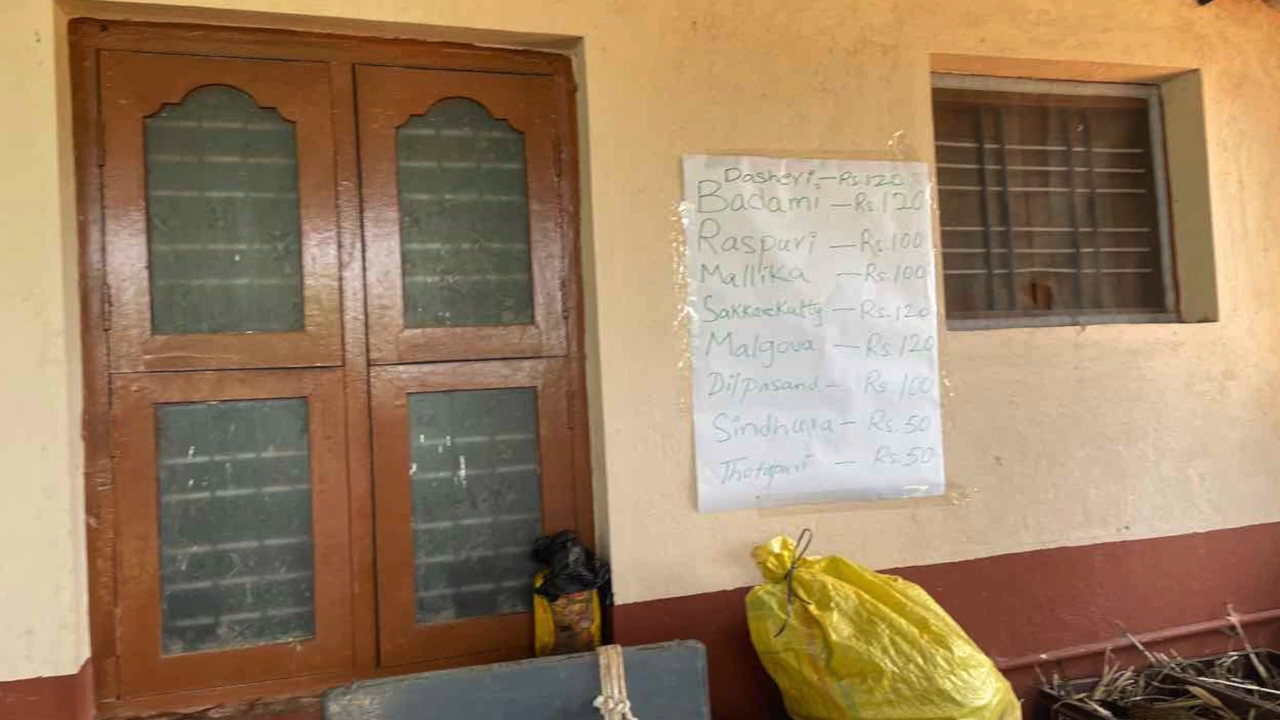 Dasheri - Rs. 120
Badami - Rs. 120
Raspuri - Rs. 100
Mallika - Rs. 100
Sakkarekutty - Rs. 120
Malgova - Rs. 120
Dilpasand - Rs. 100
Sindhura - Rs. 50
Thotapuri - Rs. 50